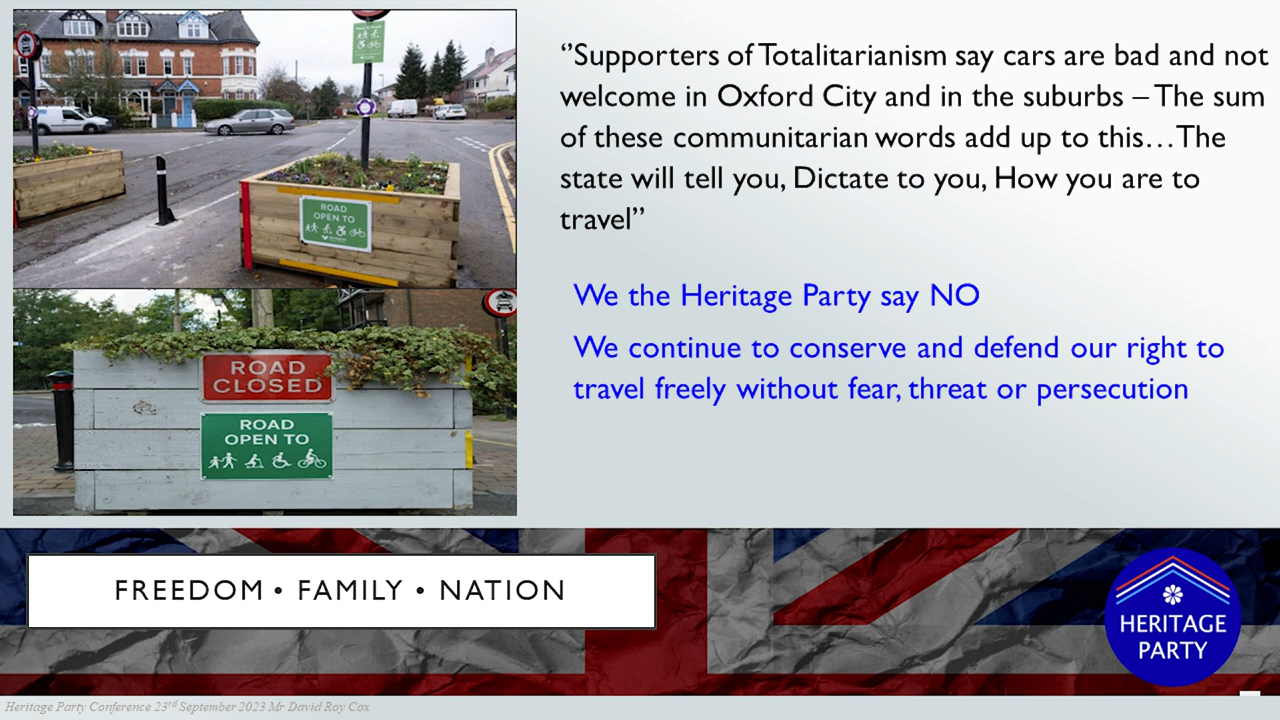 ‘’Supporters of Totalitarianism say cars are bad and not
welcome in Oxford City and in the suburbs – The sum
of these communitarian words add up to this…The
state will tell you, Dictate to you, How you are to
travel’’
We the Heritage Party say NO
We continue to conserve and defend our right to
travel freely without fear, threat or persecution
ROAD
OPEN TO
ROAD
CLOSED
ROAD
OPEN TO
FREEDOM • FAMILY • NATION
HERITAGE
PARTY
Heritage Party Conference 23rd September 2023 Mr David Roy Cox